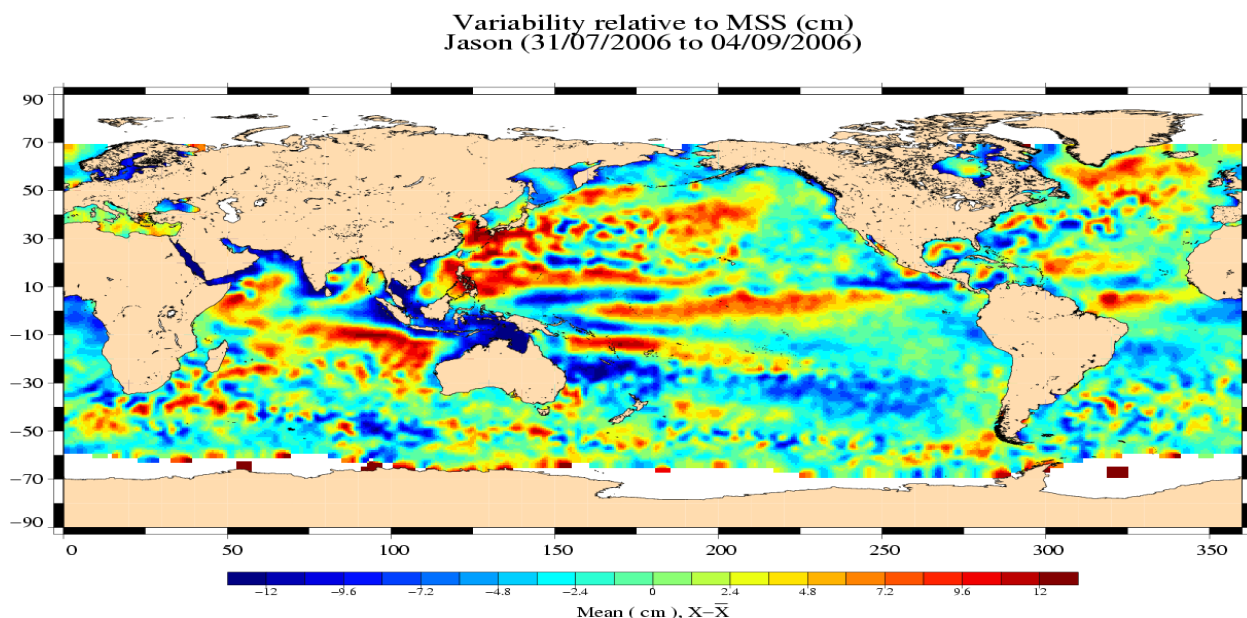 Variability relative to MSS (cm)
Jason (31/07/2006 to 04/09/2006)
90
70
50
30
10
−10
−30
−50
−70
−90
0 50 100 150 200 250 300 350
−12 −9.6 −7.2 −4.8 −2.4 0 2.4 4.8 7.2 9.6 12
Mean ( cm ), X−X̅